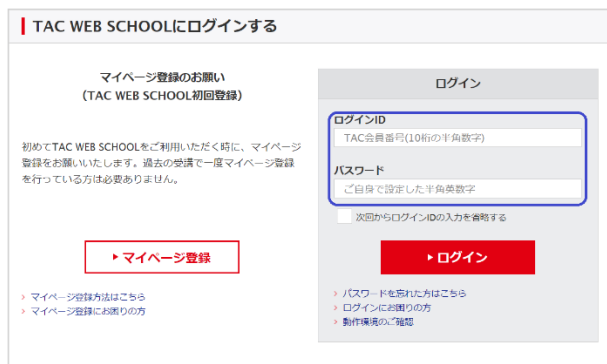 TAC WEB SCHOOLにログインする
マイページ登録のお願い
(TAC WEB SCHOOL初回登録)
初めてTAC WEB SCHOOLをご利用いただく時に、マイページ
登録をお願いいたします。過去の受講で一度マイページ登録
を行っている方は必要ありません。
マイページ登録
マイページ登録方法はこちら
マイページ登録にお困りの方
ログイン
ログインID
TAC会員番号(10桁の半角数字)
パスワード
ご自身で設定した半角英数字
次回からログインIDの入力を省略する
ログイン
パスワードを忘れた方はこちら
ログインにお困りの方
動作環境のご確認